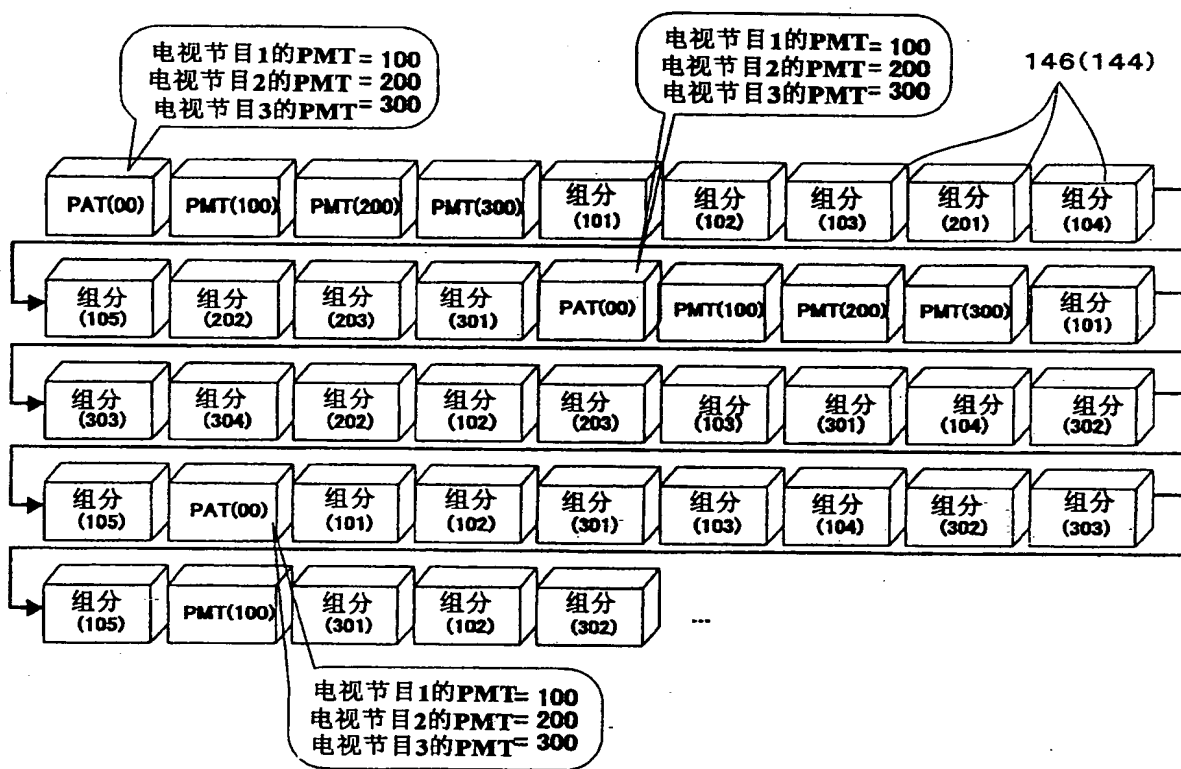 电视节目1的PMT= 100
电视节目2的PMT = 200
电视节目3的PMT= 300
电视节目1的PMT= 100
电视节目2的PMT= 200
电视节目3的PMT= 300
146(144)
PAT(00)
PMT(100)
PMT(200)
PMT(300)
组分
(101)
组分
(102)
组分
(103)
组分
(201)
组分
(104)
组分
(105)
组分
(202)
组分
(203)
组分
(301)
PAT(00)
PMT(100)
PMT(200)
PMT(300)
组分
(101)
组分
(303)
组分
(304)
组分
(202)
组分
(102)
组分
(203)
组分
(103)
组分
(301)
组分
(104)
组分
(302)
组分
(105)
PAT(00)
组分
(101)
组分
(102)
组分
(301)
组分
(103)
组分
(104)
组分
(302)
组分
(303)
组分
(105)
PMT(100)
组分
(301)
组分
(102)
组分
(302)
...
电视节目1的PMT= 100
电视节目2的PMT= 200
电视节目3的PMT= 300